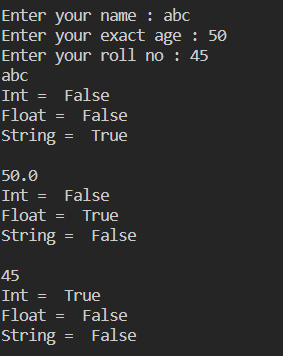 Enter your name : abc
Enter your exact age : 50
Enter your roll no : 45
abc
Int =  False
Float =  False
String =  True

50.0
Int =  False
Float =  True
String =  False

45
Int =  True
Float =  False
String =  False